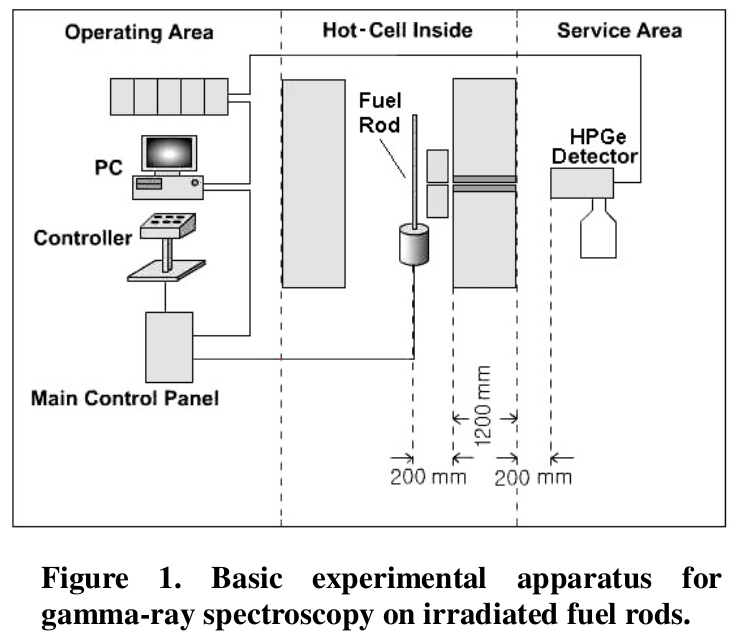 Operating Area
Hot-Cell Inside
Service Area
Fuel
Rod
HPGe
Detector
PC
Controller
Main Control Panel
1200 mm
200 mm
200 mm
Figure 1. Basic experimental apparatus for
gamma-ray spectroscopy on irradiated fuel rods.